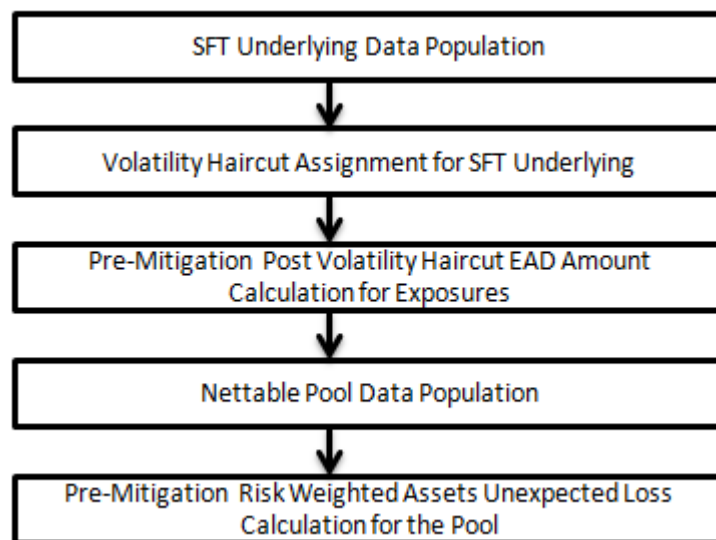 SFT Underlying Data Population
Volatility Haircut Assignment for SFT Underlying
Pre-Mitigation Post Volatility Haircut EAD Amount
Calculation for Exposures
Nettable Pool Data Population
Pre-Mitigation Risk Weighted Assets Unexpected Loss
Calculation for the Pool